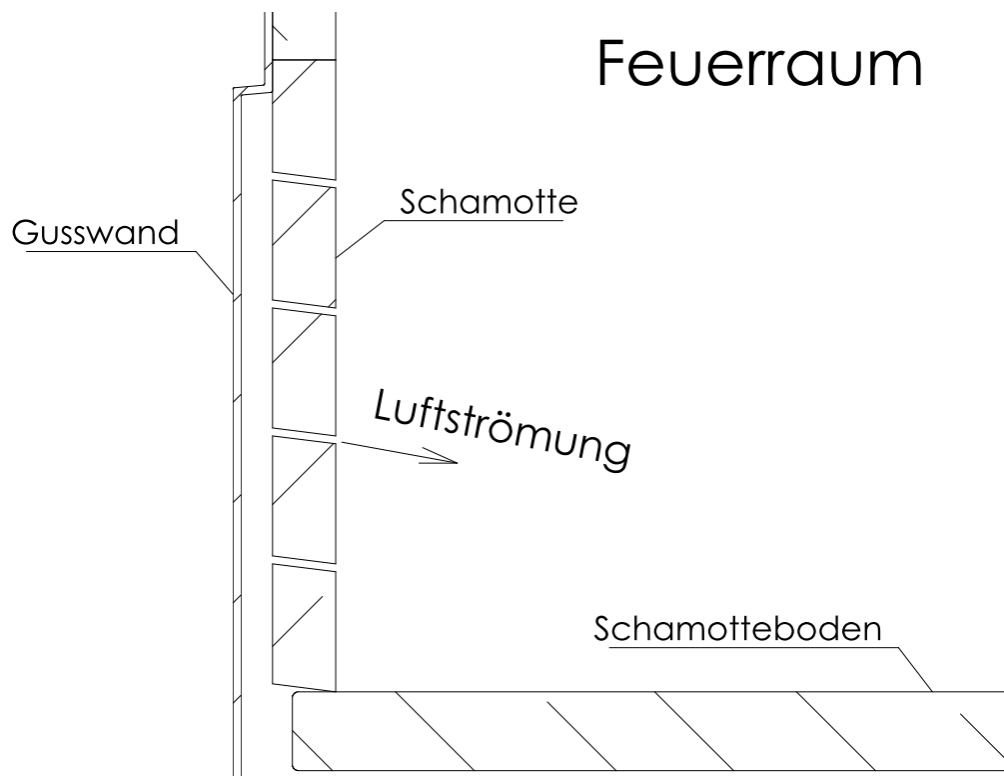 Feuerraum
Schamotte
Gusswand
Luftströmung
Schamotteboden